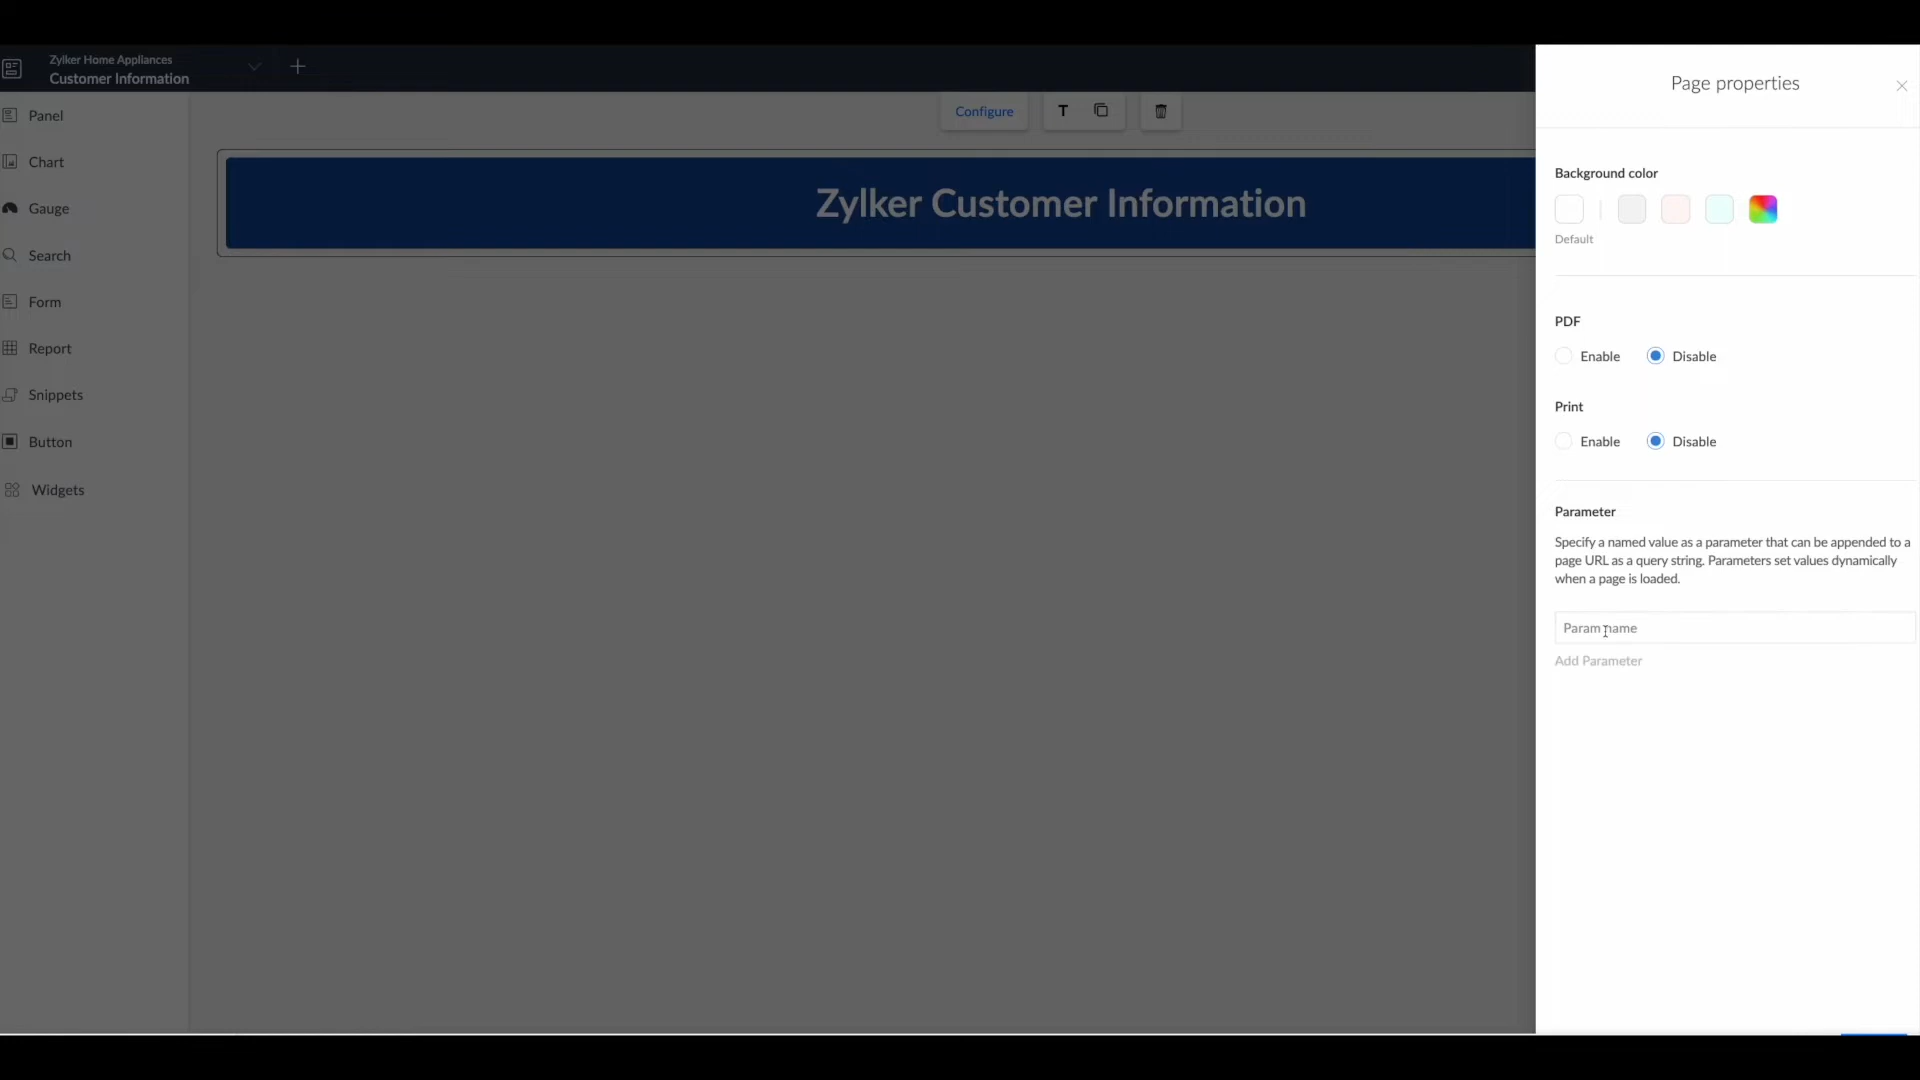 Zylker Home Appliances
Customer Information
Panel
Chart
Gauge
Search
Form
Report
Snippets
Button
Widgets
Configure
T
Zylker Customer Information
Page properties
Background color
Default
PDF
Enable
Disable
Print
Enable
Disable
Parameter
Specify a named value as a parameter that can be appended to a
page URL as a query string. Parameters set values dynamically
when a page is loaded.
Param name
Add Parameter